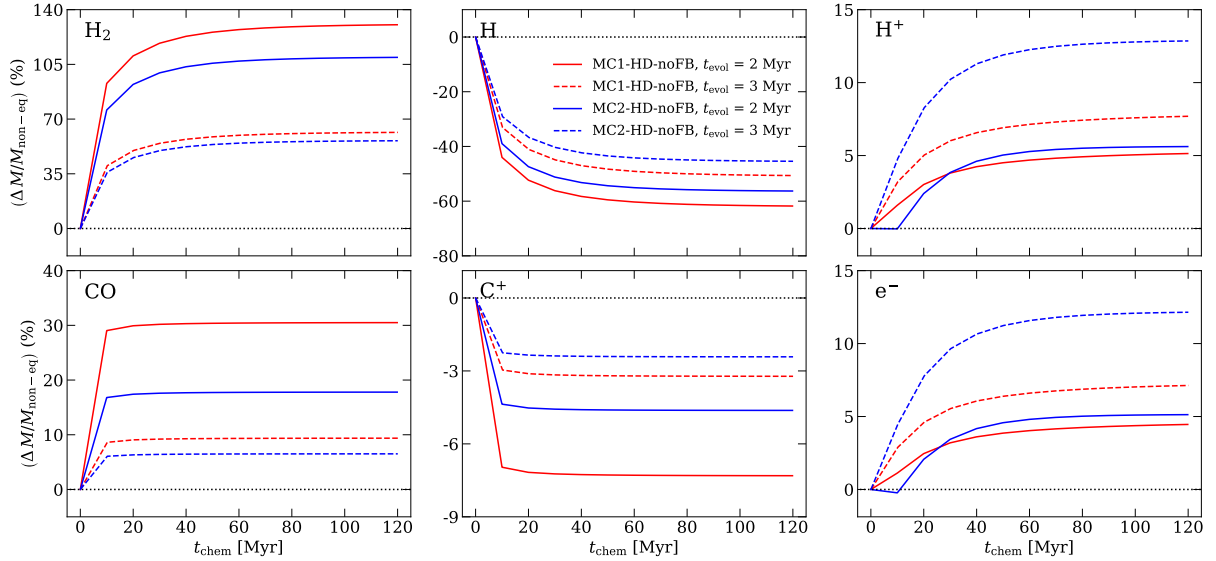 H₂
(Δ M/M_non−eq) (%)
140
105
70
35
0
H
0
-20
-40
-60
-80
MC1-HD-noFB, t_evol = 2 Myr
MC1-HD-noFB, t_evol = 3 Myr
MC2-HD-noFB, t_evol = 2 Myr
MC2-HD-noFB, t_evol = 3 Myr
H⁺
15
10
5
0
CO
(Δ M/M_non−eq) (%)
40
30
20
10
0
0 20 40 60 80 100 120
t_chem [Myr]
C⁺
0
-3
-6
-9
0 20 40 60 80 100 120
t_chem [Myr]
e⁻
15
10
5
0
0 20 40 60 80 100 120
t_chem [Myr]